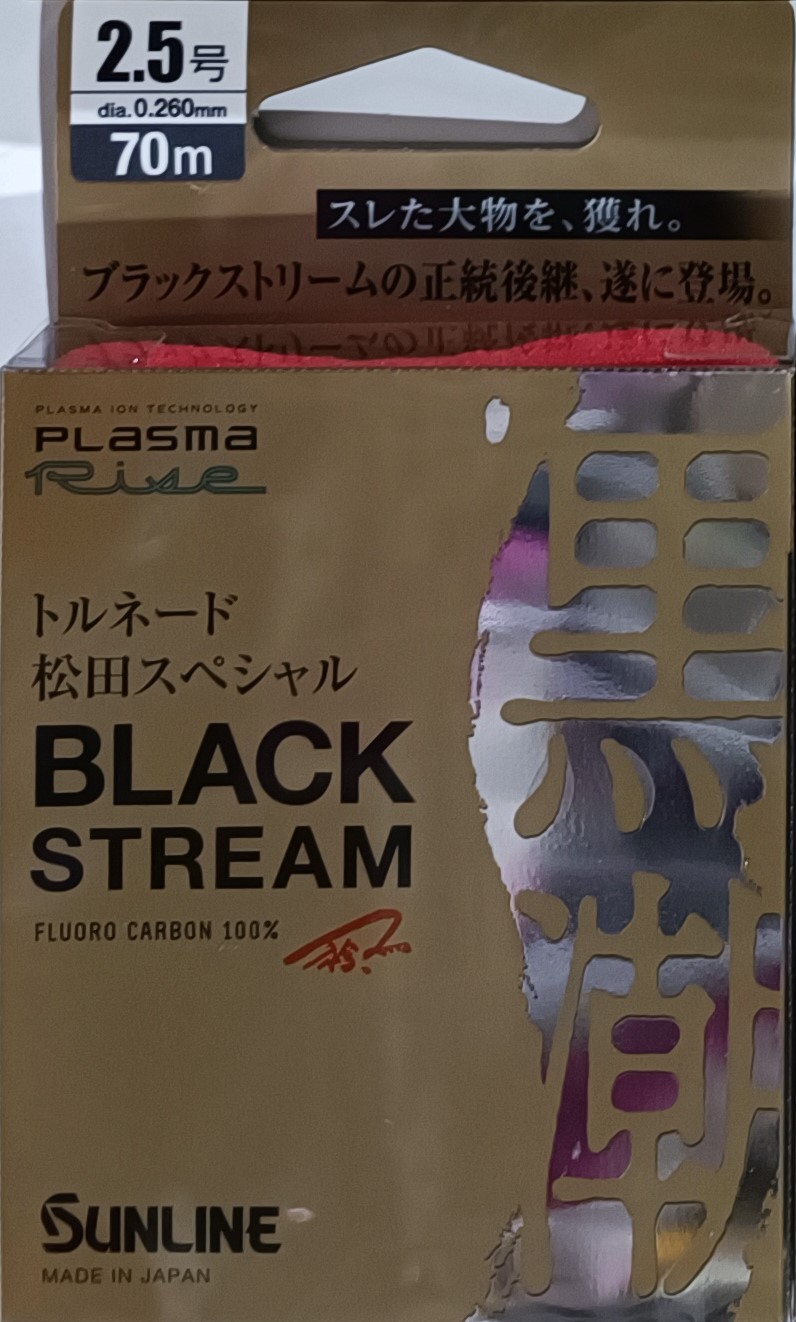 2.5号
dia.0.260mm
70m
スレた大物を、獲れ。
ブラックストリームの正統後継、遂に登場。
PLASMA ION TECHNOLOGY
PLASMA
Rise
トルネード
松田スペシャル
BLACK
STREAM
FLUORO CARBON 100%
黒潮
SUNLINE
MADE IN JAPAN